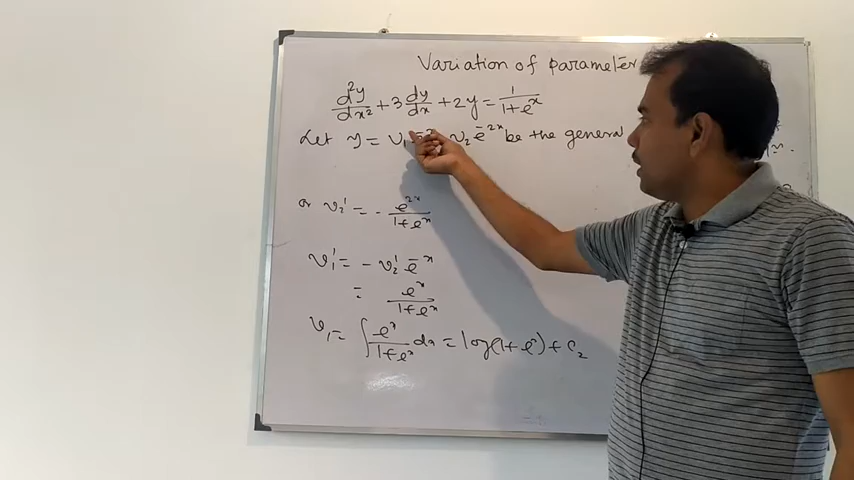 Variation of parameter
d²y/dx² + 3 dy/dx + 2y = 1/(1+eˣ)
Let y = v₁ v₂ e⁻²ˣ be the general
or v₂' = - e²ˣ/(1+eˣ)
v₁' = - v₂' e⁻ˣ
= eˣ/(1+eˣ)
v₁ = ∫ eˣ/(1+eˣ) dx = log(1+eˣ) + c₂